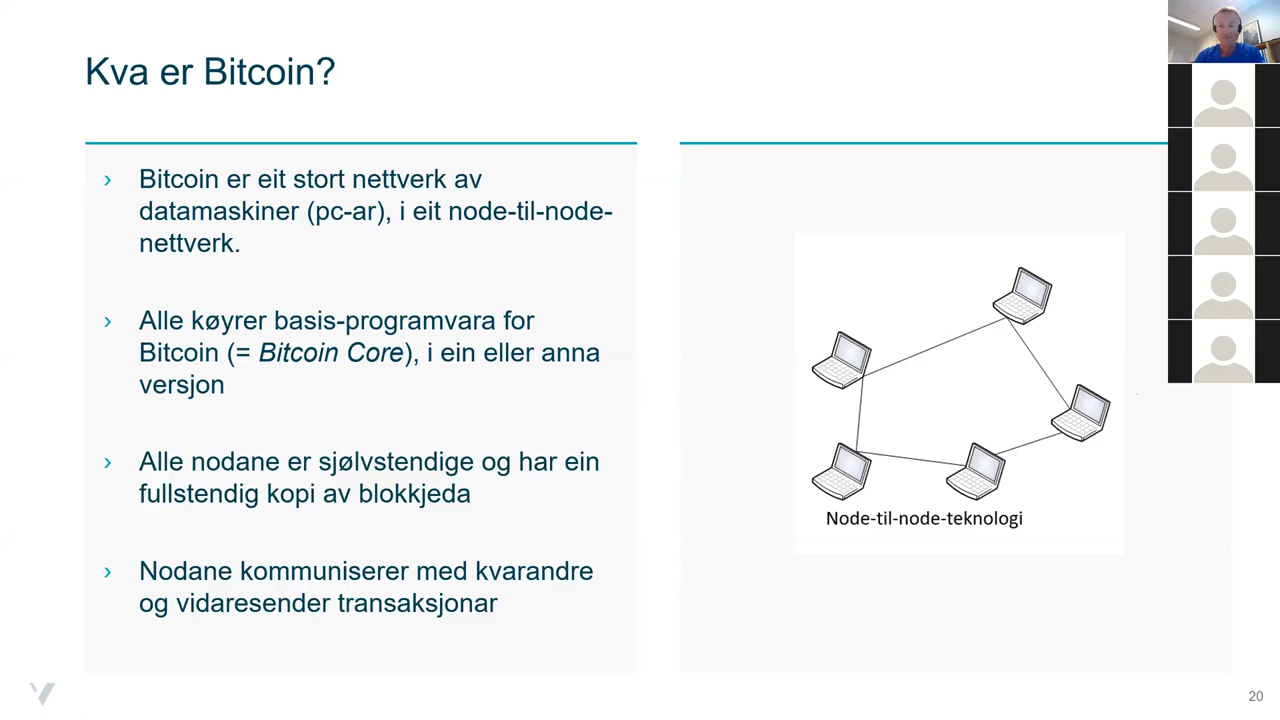 Kva er Bitcoin?
› Bitcoin er eit stort nettverk av
datamaskiner (pc-ar), i eit node-til-node-
nettverk.
› Alle køyrer basis-programvara for
Bitcoin (= Bitcoin Core), i ein eller anna
versjon
› Alle nodane er sjølvstendige og har ein
fullstendig kopi av blokkjeda
› Nodane kommuniserer med kvarandre
og vidaresender transaksjonar
Node-til-node-teknologi
20